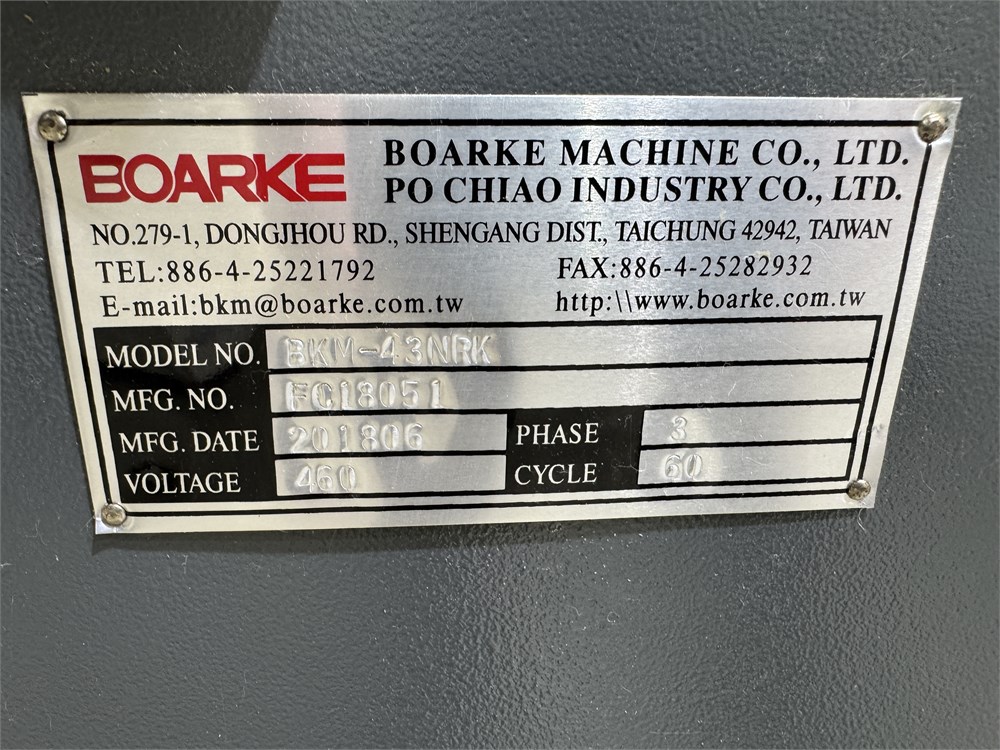 BOARKE
BOARKE MACHINE CO., LTD.
PO CHIAO INDUSTRY CO., LTD.
NO.279-1, DONGJHOU RD., SHENGANG DIST., TAICHUNG 42942, TAIWAN
TEL:886-4-25221792 FAX:886-4-25282932
E-mail:bkm@boarke.com.tw http:\\www.boarke.com.tw
MODEL NO. BKM-43NRK
MFG. NO. FC18051
MFG. DATE 201806 PHASE 3
VOLTAGE 460 CYCLE 60